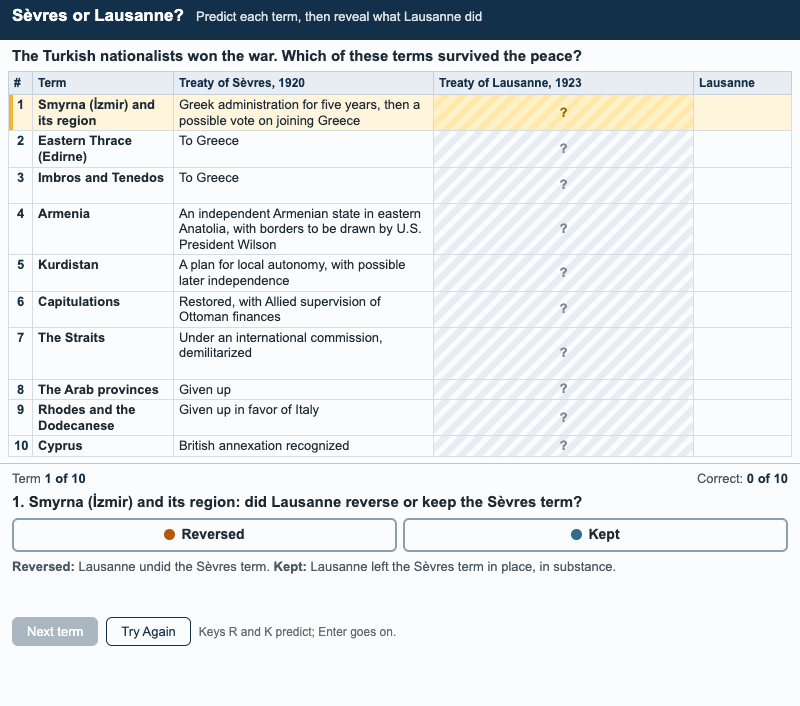 Sèvres or Lausanne? Predict each term, then reveal what Lausanne did
The Turkish nationalists won the war. Which of these terms survived the peace?
# Term Treaty of Sèvres, 1920 Treaty of Lausanne, 1923 Lausanne
1 Smyrna (İzmir) and its region Greek administration for five years, then a possible vote on joining Greece ?
2 Eastern Thrace (Edirne) To Greece ?
3 Imbros and Tenedos To Greece ?
4 Armenia An independent Armenian state in eastern Anatolia, with borders to be drawn by U.S. President Wilson ?
5 Kurdistan A plan for local autonomy, with possible later independence ?
6 Capitulations Restored, with Allied supervision of Ottoman finances ?
7 The Straits Under an international commission, demilitarized ?
8 The Arab provinces Given up ?
9 Rhodes and the Dodecanese Given up in favor of Italy ?
10 Cyprus British annexation recognized ?
Term 1 of 10 Correct: 0 of 10
1. Smyrna (İzmir) and its region: did Lausanne reverse or keep the Sèvres term?
Reversed Kept
Reversed: Lausanne undid the Sèvres term. Kept: Lausanne left the Sèvres term in place, in substance.
Next term Try Again Keys R and K predict; Enter goes on.